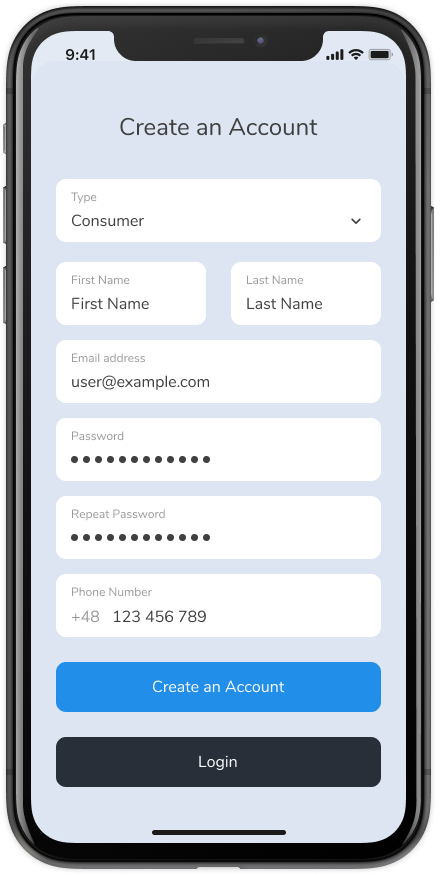 9:41
Create an Account
Type
Consumer
First Name
First Name
Last Name
Last Name
Email address
user@example.com
Password
••••••••••••
Repeat Password
••••••••••••
Phone Number
+48 123 456 789
Create an Account
Login